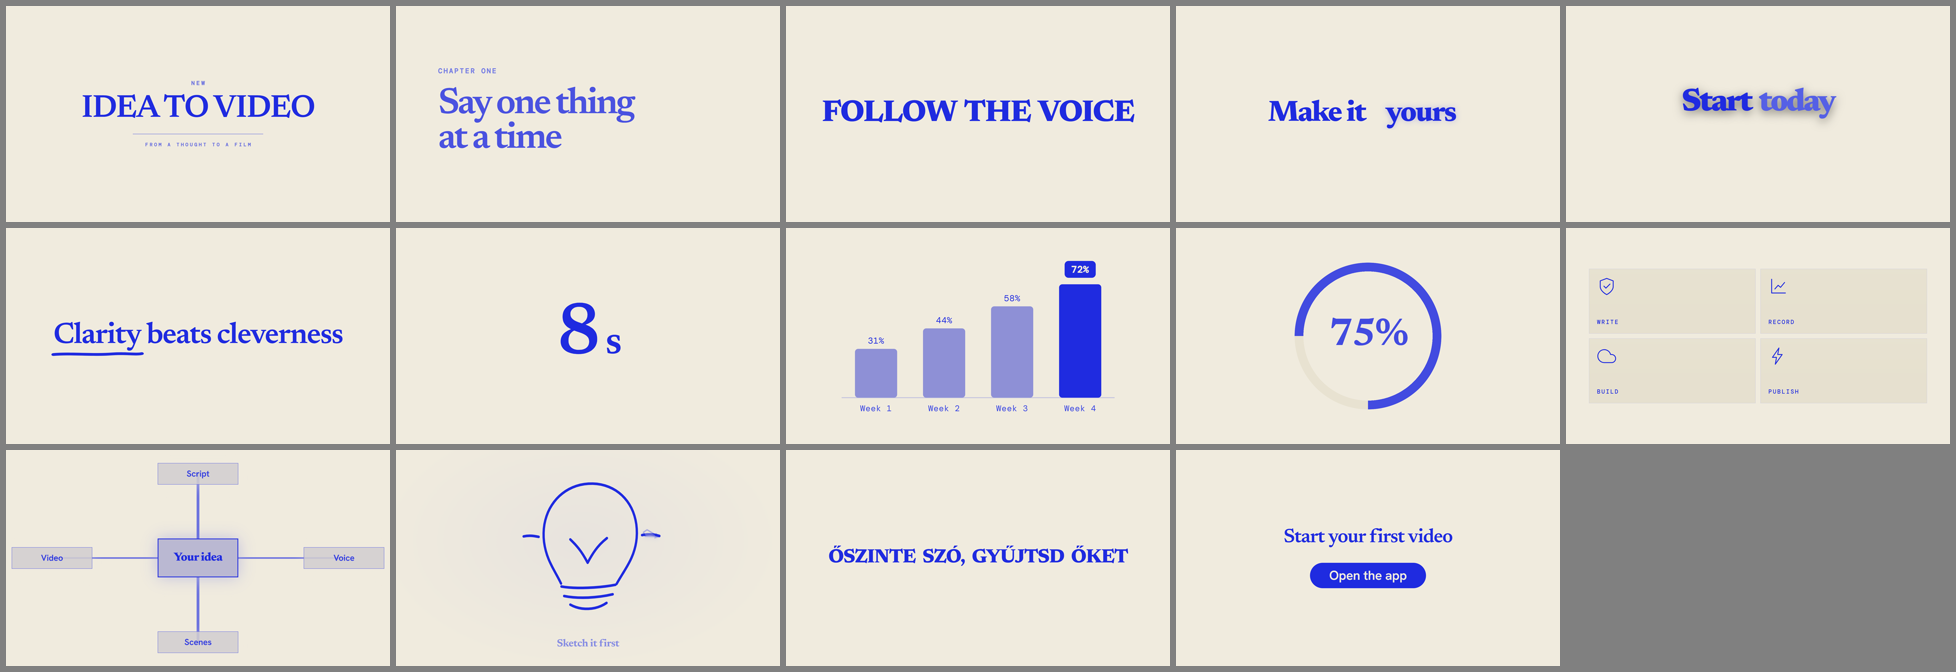 NEW
IDEA TO VIDEO
FROM A THOUGHT TO A FILM
CHAPTER ONE
Say one thing
at a time
FOLLOW THE VOICE
Make it yours
Start today
Clarity beats cleverness
8 s
72%
58%
44%
31%
Week 1 Week 2 Week 3 Week 4
75%
WRITE
RECORD
BUILD
PUBLISH
Script
Video
Your idea
Voice
Scenes
Sketch it first
ŐSZINTE SZÓ, GYŰJTSD ŐKET
Start your first video
Open the app